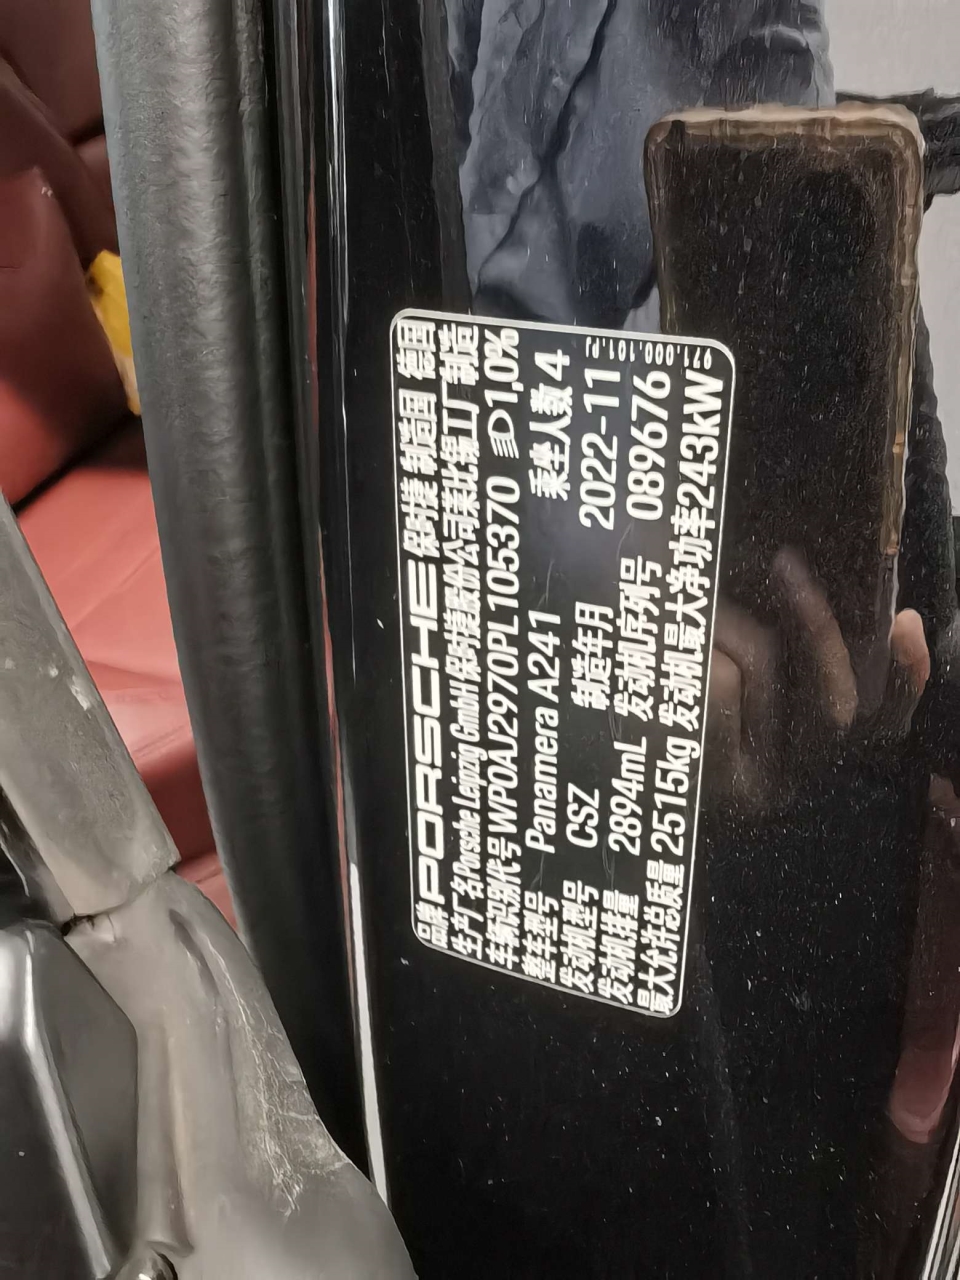 品牌 PORSCHE 保时捷 制造国 德国
生产厂名 Porsche Leipzig GmbH 保时捷股份公司莱比锡工厂制造
车辆识别代号 WP0AJ2970PL105370 1,0%
整车型号 Panamera A241 乘坐人数 4
发动机型号 CSZ 制造年月 2022-11
发动机排量 2894mL 发动机序列号 089676
最大允许总质量 2515kg 发动机最大净功率 243kW
971.000.101.PJ